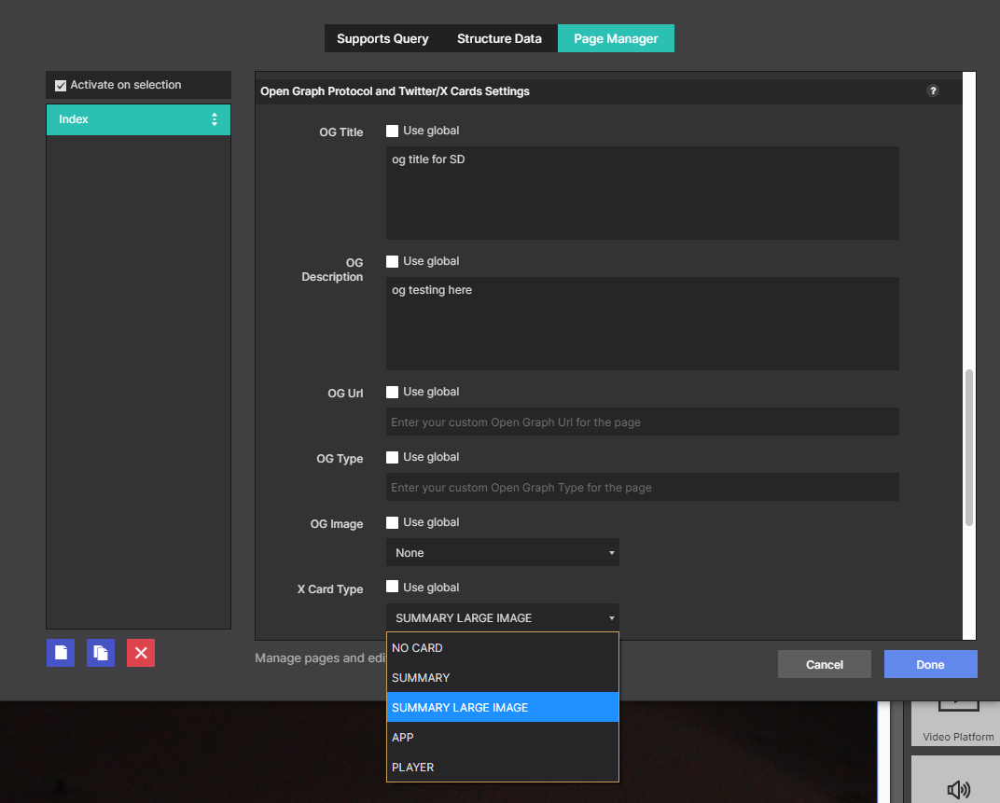 Supports Query
Structure Data
Page Manager
Activate on selection
Index
Open Graph Protocol and Twitter/X Cards Settings
?
OG Title
Use global
og title for SD
OG Description
Use global
og testing here
OG Url
Use global
Enter your custom Open Graph Url for the page
OG Type
Use global
Enter your custom Open Graph Type for the page
OG Image
Use global
None
X Card Type
Use global
SUMMARY LARGE IMAGE
NO CARD
SUMMARY
SUMMARY LARGE IMAGE
APP
PLAYER
Manage pages and edi
Cancel
Done
Video Platform